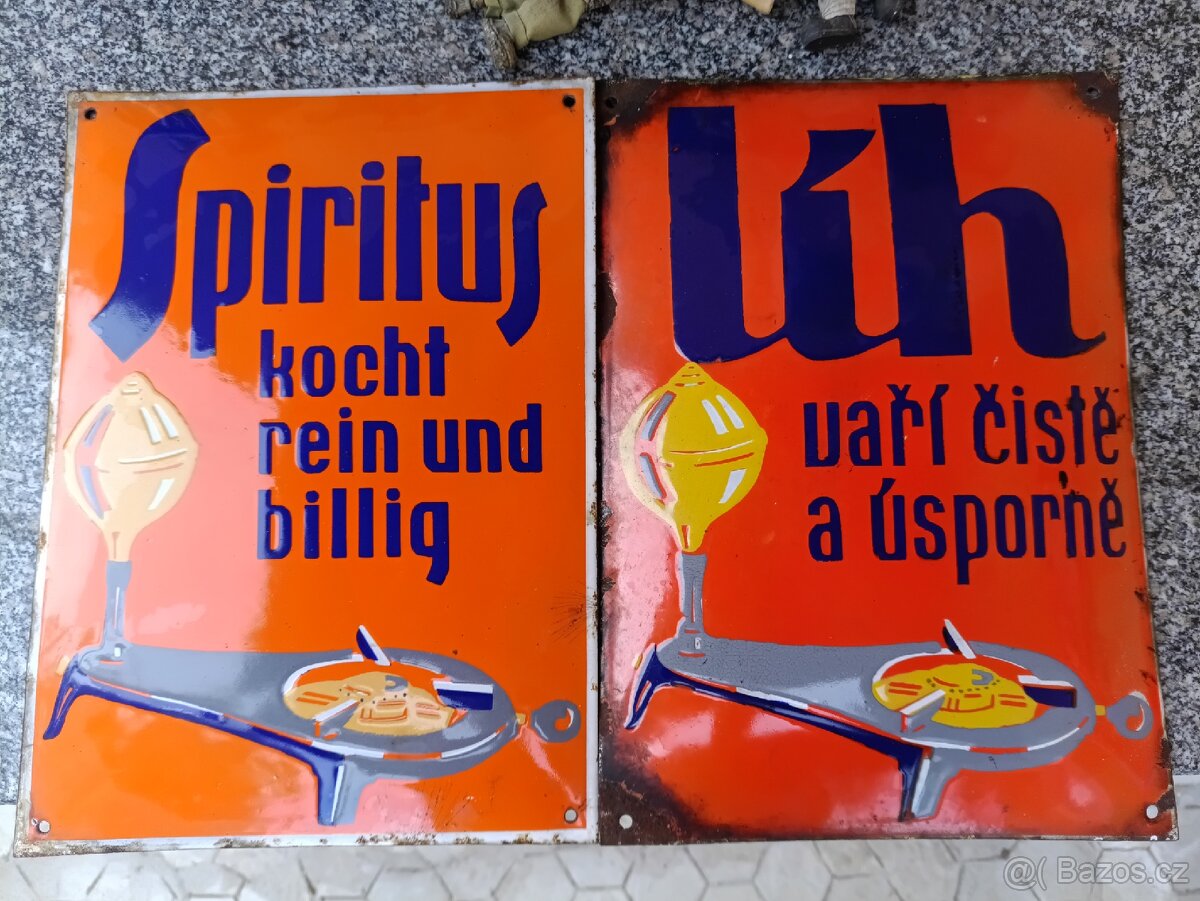 Spiritus
kocht
rein und
billig
Líh
vaří čistě
a úsporně
@( Bazos.cz